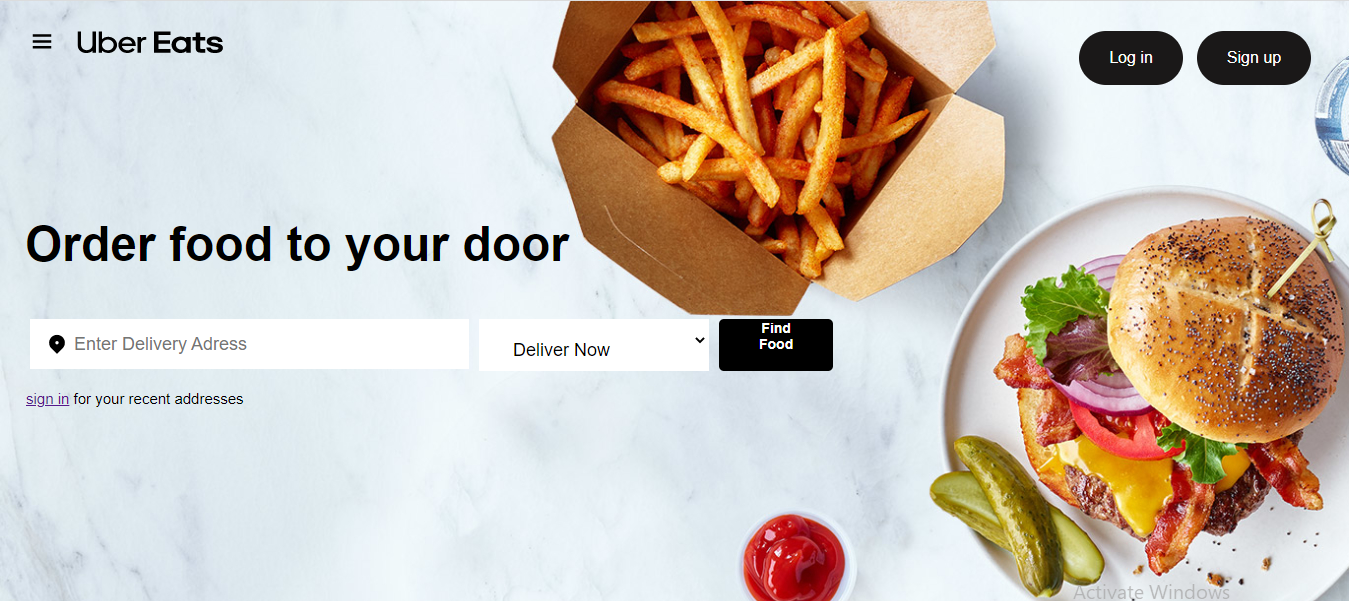 Uber Eats
Log in
Sign up
Order food to your door
Enter Delivery Adress
Deliver Now
Find
Food
sign in for your recent addresses
Activate Windows